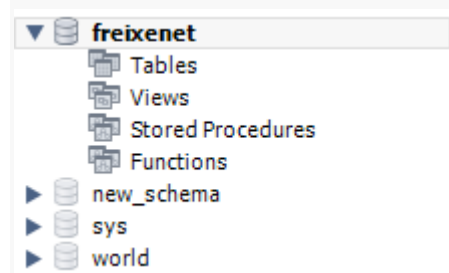 freixenet
Tables
Views
Stored Procedures
Functions
new_schema
sys
world